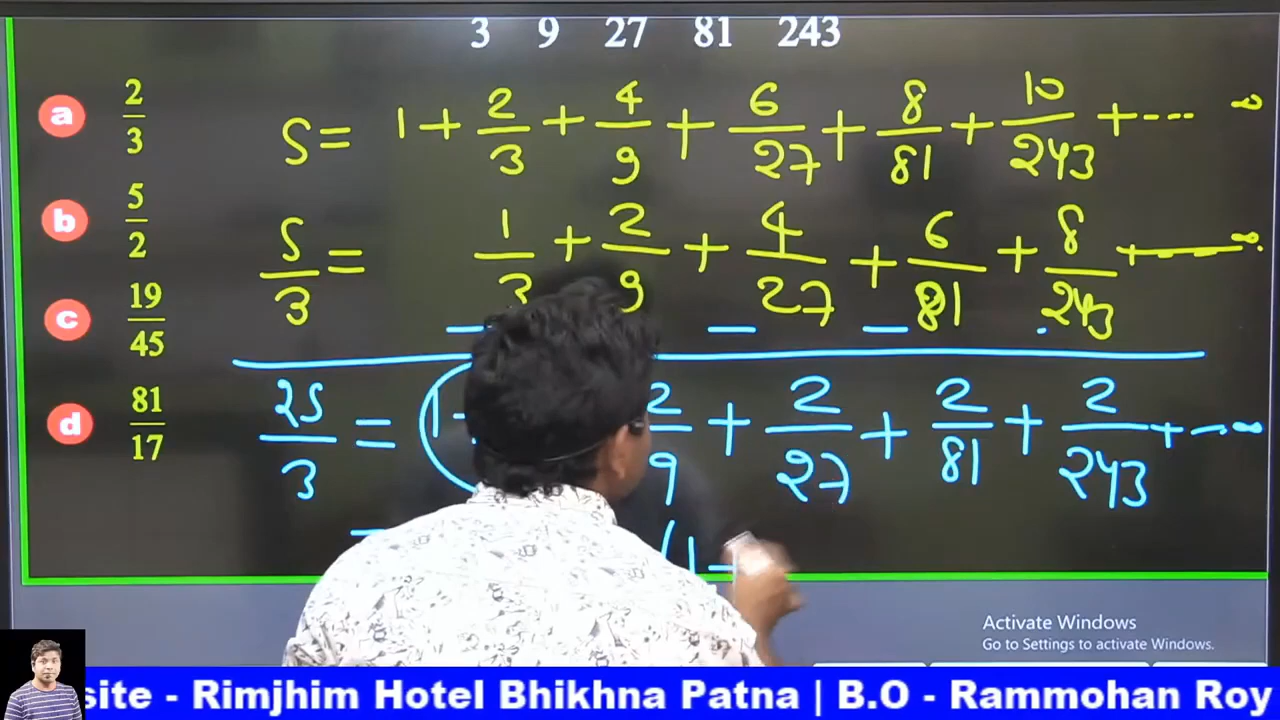 3 9 27 81 243
a 2/3
b 5/2
c 19/45
d 81/17
S = 1 + 2/3 + 4/9 + 6/27 + 8/81 + 10/243 + --- ∞
S/3 = 1/3 + 2/9 + 4/27 + 6/81 + 8/243 + ---- ∞
2S/3 = (1 2/9 + 2/27 + 2/81 + 2/243 + --- ∞
= (1 -
Activate Windows
Go to Settings to activate Windows.
site - Rimjhim Hotel Bhikhna Patna | B.O - Rammohan Roy